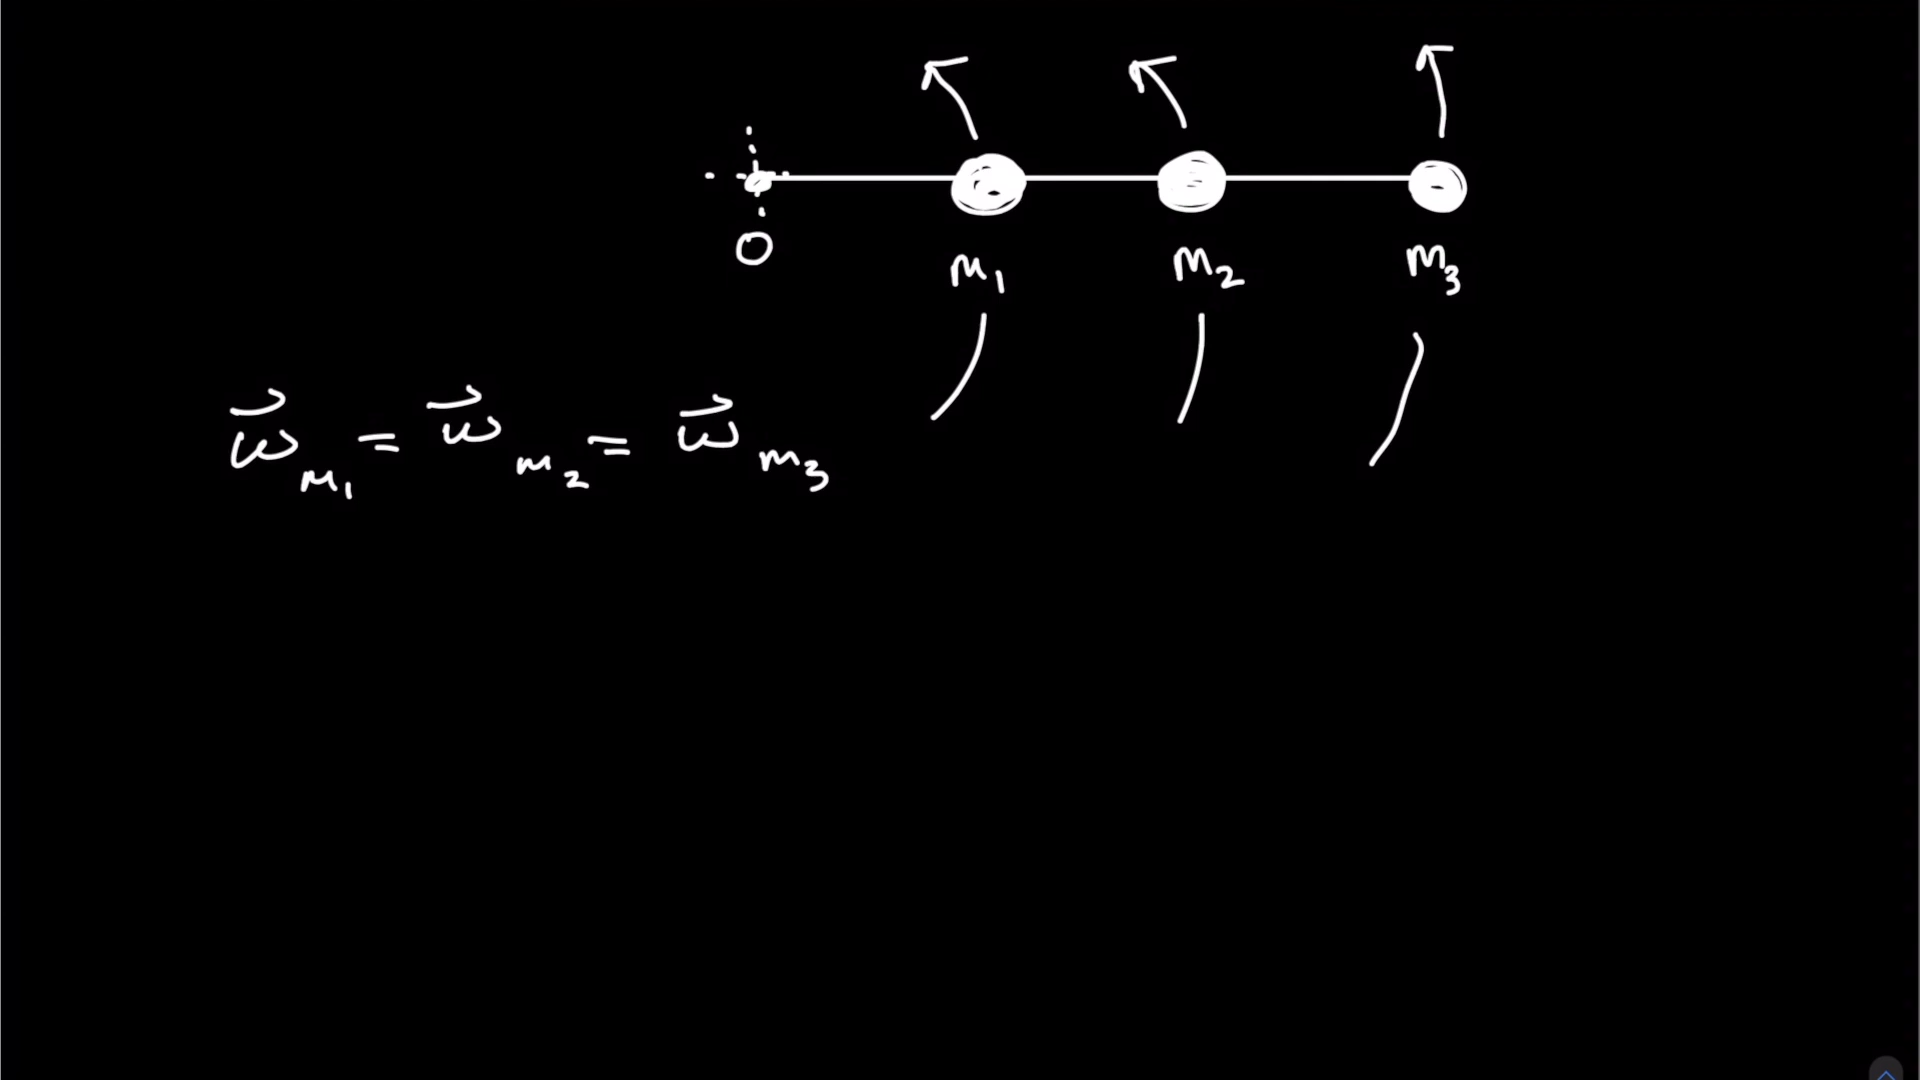 O m₁ m₂ m₃
ω⃗ₘ₁ = ω⃗ₘ₂ = ω⃗ₘ₃